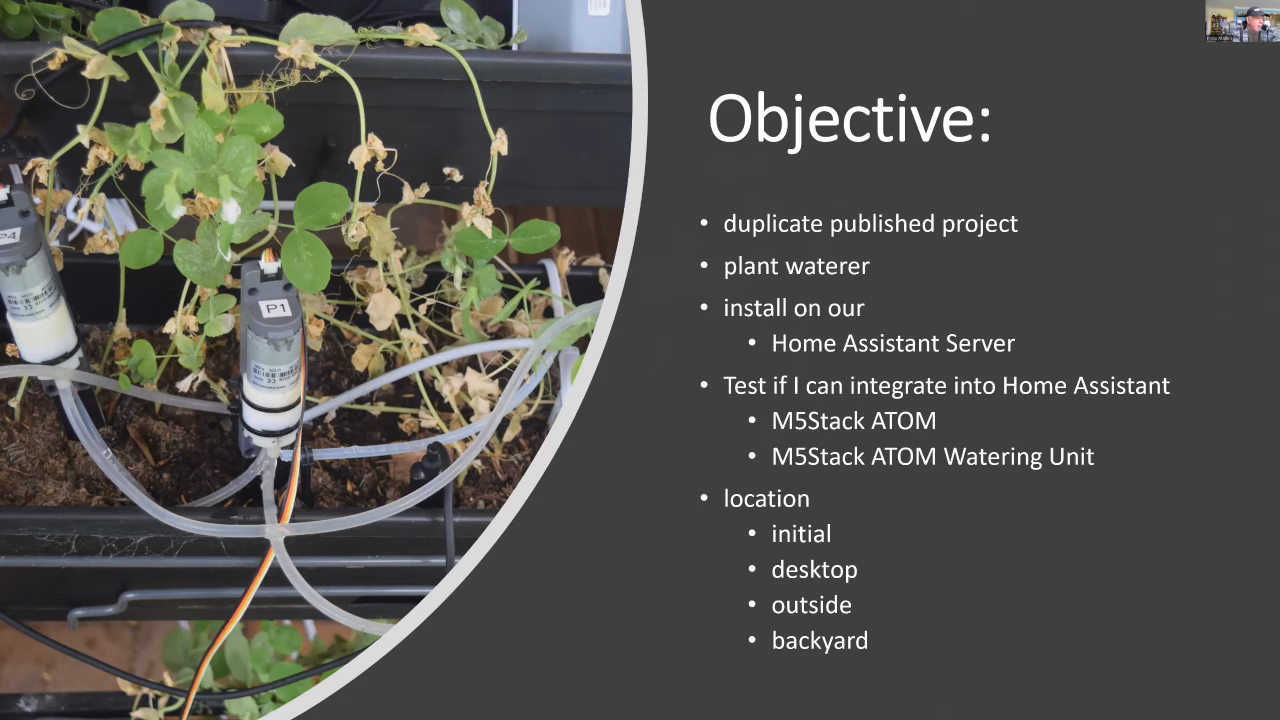 Objective:
duplicate published project
plant waterer
install on our
Home Assistant Server
Test if I can integrate into Home Assistant
M5Stack ATOM
M5Stack ATOM Watering Unit
location
initial
desktop
outside
backyard
P4
P1